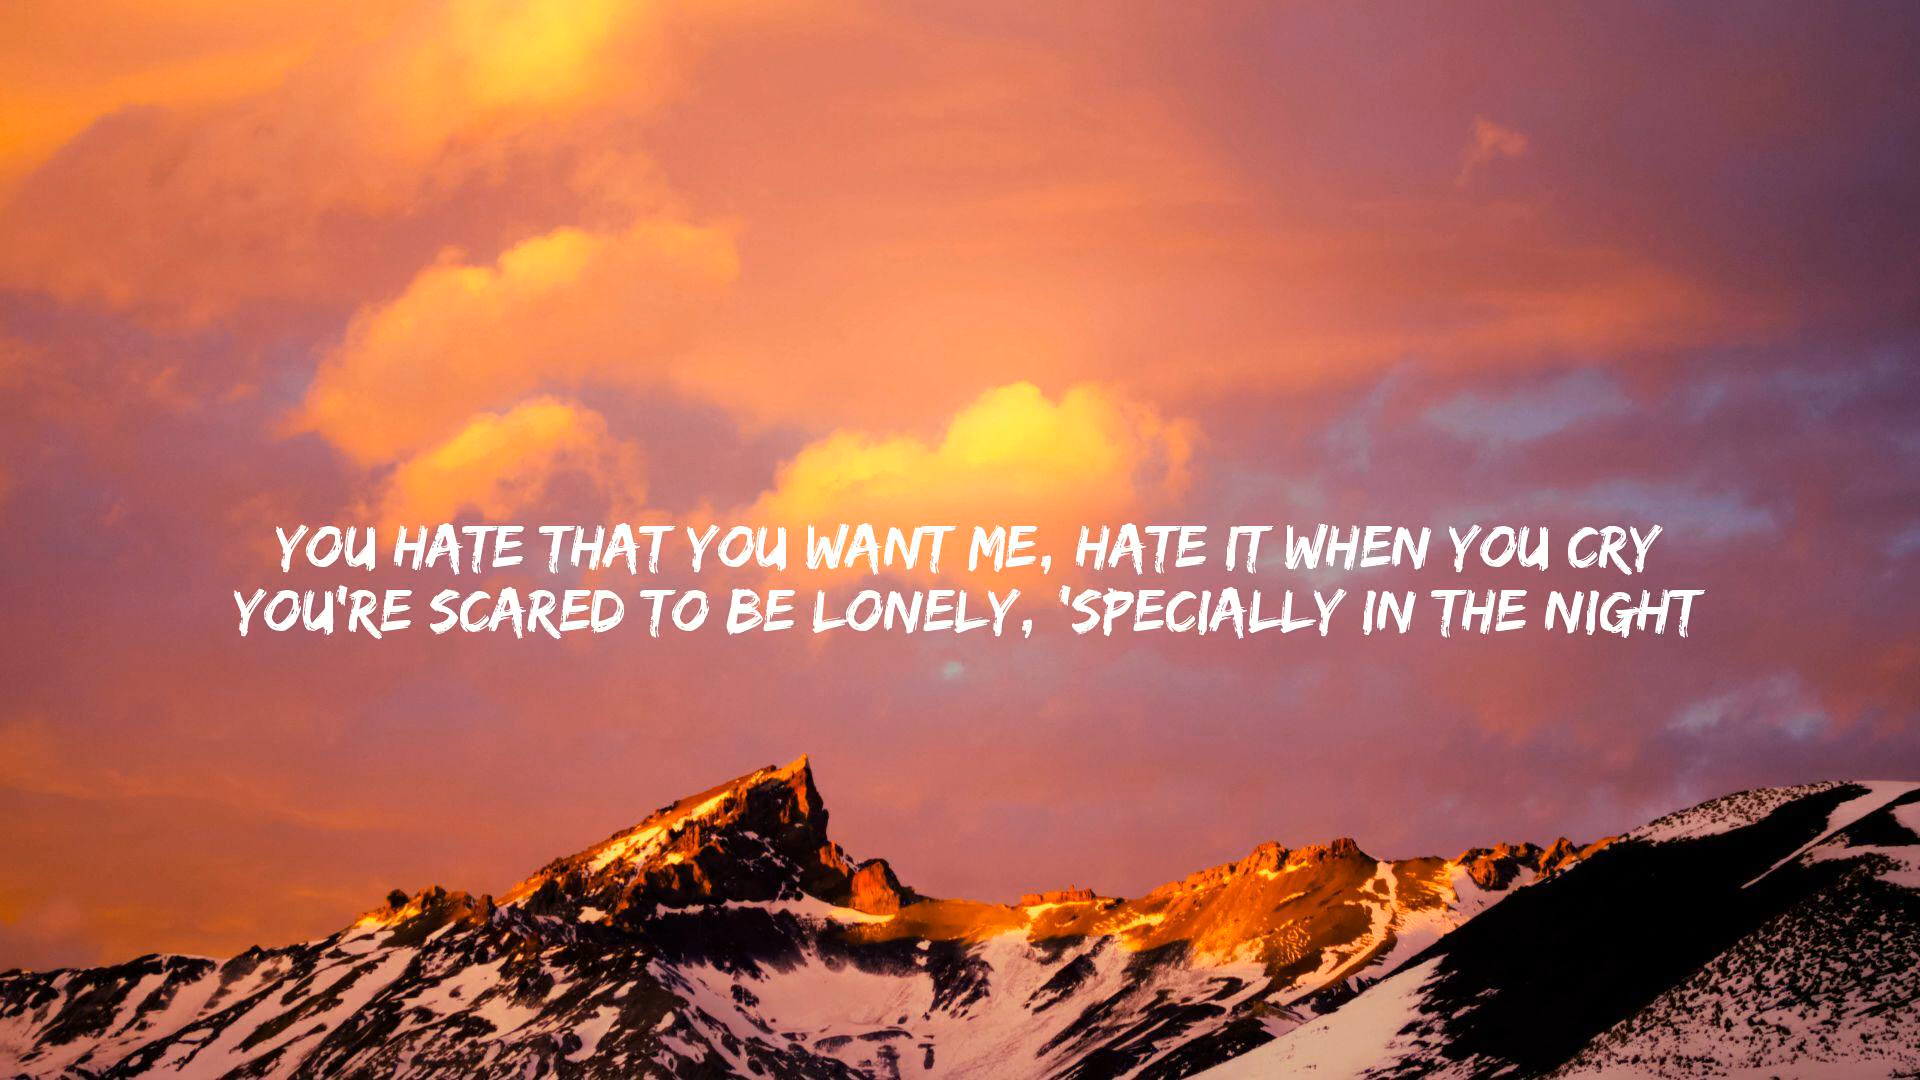 YOU HATE THAT YOU WANT ME, HATE IT WHEN YOU CRY
YOU'RE SCARED TO BE LONELY, 'SPECIALLY IN THE NIGHT